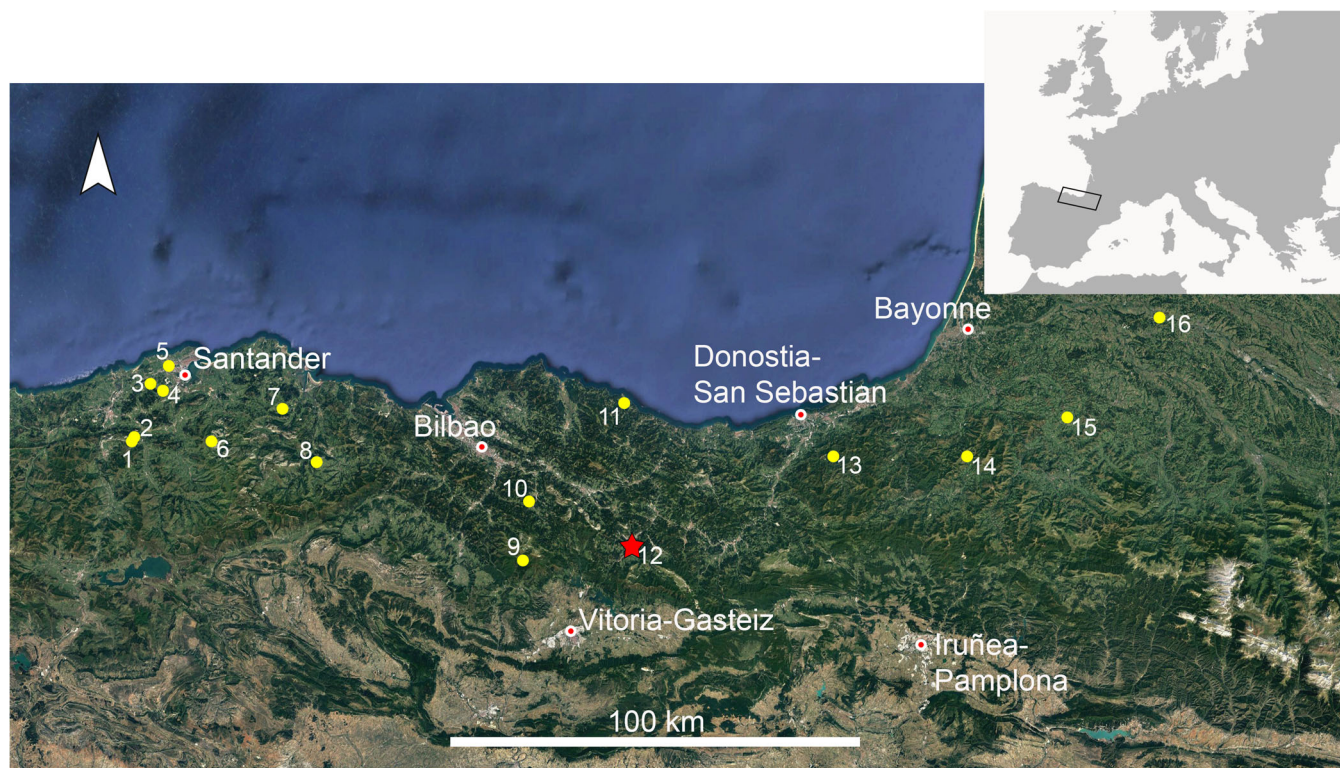 Bayonne
16
5
Santander
3
4
Donostia-
San Sebastian
7
11
15
2
1
6
Bilbao
8
13
14
10
9
12
Vitoria-Gasteiz
Iruñea-
Pamplona
100 km